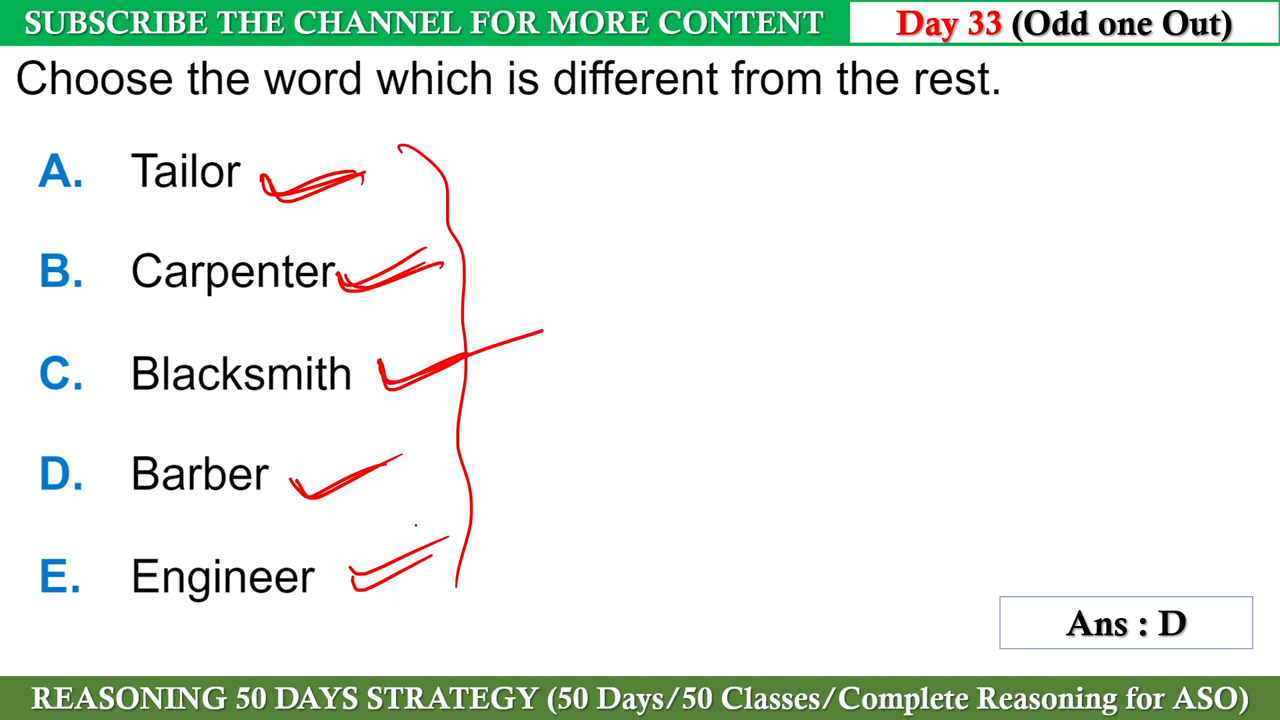 SUBSCRIBE THE CHANNEL FOR MORE CONTENT
Day 33 (Odd one Out)
Choose the word which is different from the rest.
A. Tailor
B. Carpenter
C. Blacksmith
D. Barber
E. Engineer
Ans : D
REASONING 50 DAYS STRATEGY (50 Days/50 Classes/Complete Reasoning for ASO)